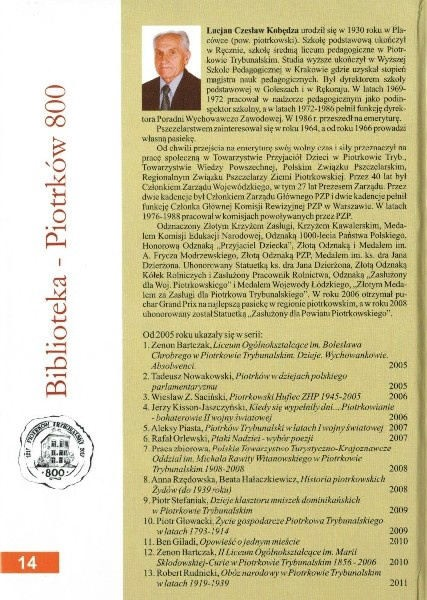 Biblioteka - Piotrków 800
800
14
Lucjan Czesław Kobędza urodził się w 1930 roku w Pla-
cówce (pow. piotrkowski). Szkołę podstawową ukończył
w Ręcznie, szkołę średnią liceum pedagogiczne w Piotr-
kowie Trybunalskim. Studia wyższe ukończył w Wyższej
Szkole Pedagogicznej w Krakowie gdzie uzyskał stopień
magistra nauk pedagogicznych. Był dyrektorem szkoły
podstawowej w Goleszach i w Rękoraju. W latach 1969-
1972 pracował w nadzorze pedagogicznym jako podin-
spektor szkolny, a w latach 1972-1986 pełnił funkcję dyrek-
tora Poradni Wychowawczo Zawodowej. W 1986 r. przeszedł na emeryturę.
Pszczelarstwem zainteresował się w roku 1964, a od roku 1966 prowadzi
własną pasiekę.
Od chwili przejścia na emeryturę swój wolny czas i siły przeznaczył na
pracę społeczną w Towarzystwie Przyjaciół Dzieci w Piotrkowie Tryb.,
Towarzystwie Wiedzy Powszechnej, Polskim Związku Pszczelarskim,
Regionalnym Związku Pszczelarzy Ziemi Piotrkowskiej. Przez 40 lat był
Członkiem Zarządu Wojewódzkiego, w tym 27 lat Prezesem Zarządu. Przez
dwie kadencje był Członkiem Zarządu Głównego PZP i dwie kadencje pełnił
funkcję Członka Głównej Komisji Rewizyjnej PZP w Warszawie. W latach
1976-1988 pracował w komisjach powoływanych przez PZP.
Odznaczony Złotym Krzyżem Zasługi, Krzyżem Kawalerskim, Meda-
lem Komisji Edukacji Narodowej, Odznaką 1000-lecia Państwa Polskiego,
Honorową Odznaką „Przyjaciel Dziecka”, Złotą Odznaką i Medalem im.
A. Frycza Modrzewskiego, Złotą Odznaką PZP, Medalem im. ks. dra Jana
Dzierżona. Uhonorowany Statuetką ks. dra Jana Dzierżona, Złotą Odznaką
Kółek Rolniczych i Zasłużony Pracownik Rolnictwa, Odznaką „Zasłużony
dla Woj. Piotrkowskiego” i Medalem Wojewody Łódzkiego, „Złotym Meda-
lem za Zasługi dla Piotrkowa Trybunalskiego”. W roku 2006 otrzymał pu-
char Grand Prix na najlepszą pasiekę w regionie piotrkowskim, a w roku 2008
uhonorowany został Statuetką „Zasłużony dla Powiatu Piotrkowskiego”.
Od 2005 roku ukazały się w serii:
1. Zenon Bartczak, Liceum Ogólnokształcące im. Bolesława
Chrobrego w Piotrkowie Trybunalskim. Dzieje. Wychowankowie.
Absolwenci. 2005
2. Tadeusz Nowakowski, Piotrków w dziejach polskiego
parlamentaryzmu 2005
3. Wiesław Z. Saciński, Piotrkowski Hufiec ZHP 1945-2005 2006
4. Jerzy Kisson-Jaszczyński, Kiedy się wypełniły dni... Piotrkowianie
- bohaterowie II wojny światowej 2006
5. Aleksy Piasta, Piotrków Trybunalski w latach I wojny światowej 2007
6. Rafał Orlewski, Ptaki Nadziei - wybór poezji 2007
7. Praca zbiorowa, Polskie Towarzystwo Turystyczno-Krajoznawcze
Oddział im. Michała Rawity Witanowskiego w Piotrkowie
Trybunalskim 1908-2008 2008
8. Anna Rzędowska, Beata Hałaczkiewicz, Historia piotrkowskich
Żydów (do 1939 roku) 2008
9. Piotr Stefaniak, Dzieje klasztoru mniszek dominikańskich
w Piotrkowie Trybunalskim 2009
10. Piotr Głowacki, Życie gospodarcze Piotrkowa Trybunalskiego
w latach 1793-1914 2009
11. Ben Giladi, Opowieść o jednym mieście 2010
12. Zenon Bartczak, II Liceum Ogólnokształcące im. Marii
Skłodowskiej-Curie w Piotrkowie Trybunalskim 1856 - 2006 2010
13. Robert Rudnicki, Obóz narodowy w Piotrkowie Trybunalskim
w latach 1919-1939 2011